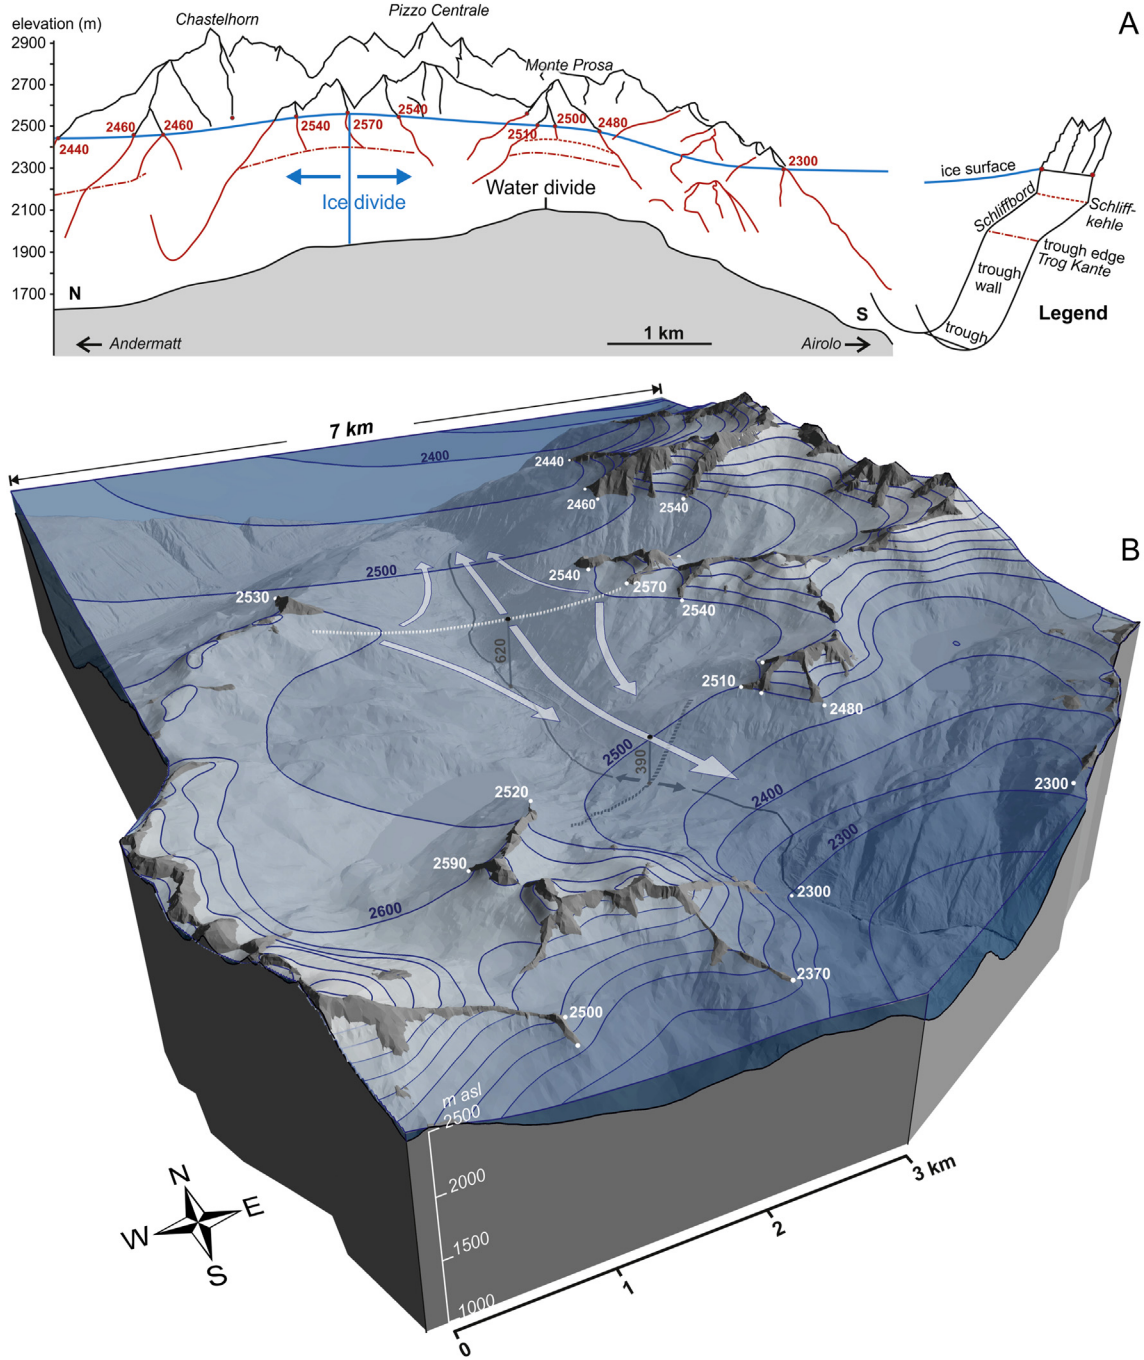 A
elevation (m)
Chastelhorn
Pizzo Centrale
Monte Prosa
2900
2700
2500
2300
2100
1900
1700
2440
2460
2460
2540
2570
2540
2510
2500
2480
2300
Ice divide
Water divide
N
S
Andermatt
Airolo
1 km
ice surface
Schliffbord
Schliff-
kehle
trough edge
Trog Kante
trough
wall
trough
Legend
B
7 km
2400
2440
2460
2540
2500
2540
2570
2540
2530
620
2510
2480
2500
390
2400
2300
2300
2520
2590
2600
2300
2370
2500
m asl
2500
2000
1500
1000
N
E
W
S
0
1
2
3 km